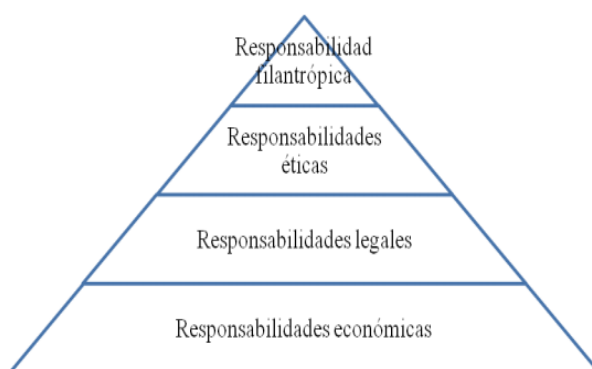 Responsabilidad
filantrópica
Responsabilidades
éticas
Responsabilidades legales
Responsabilidades económicas